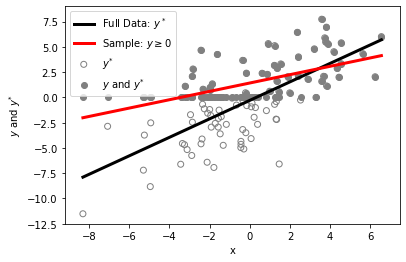 Full Data: y*
Sample: y ≥ 0
y*
y and y*
7.5
5.0
2.5
0.0
−2.5
−5.0
−7.5
−10.0
−12.5
y and y*
−8 −6 −4 −2 0 2 4 6
x